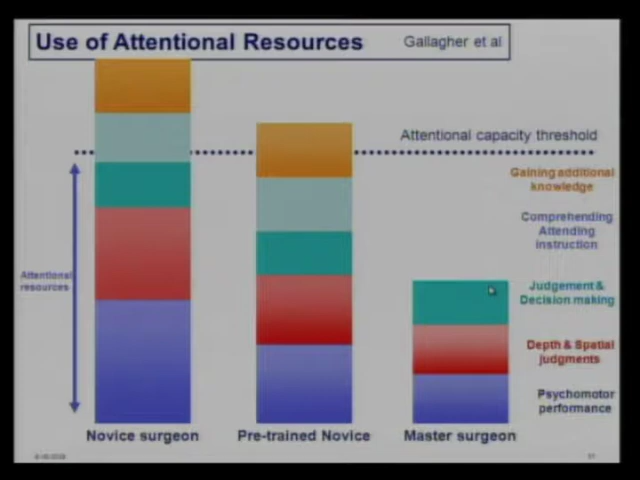 Use of Attentional Resources
Gallagher et al
Attentional capacity threshold
Gaining additional
knowledge
Comprehending
Attending
instruction
Attentional
resources
Judgement &
Decision making
Depth & Spatial
judgments
Psychomotor
performance
Novice surgeon
Pre-trained Novice
Master surgeon